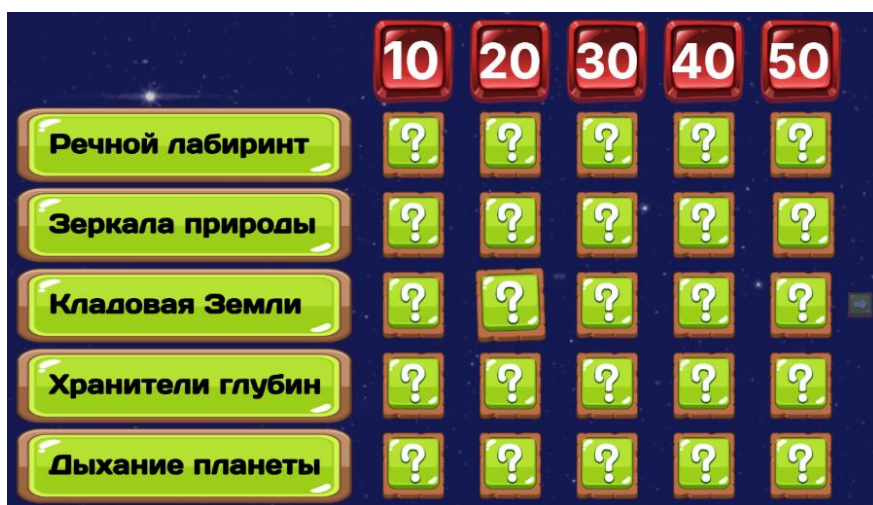 10 20 30 40 50
Речной лабиринт ? ? ? ? ?
Зеркала природы ? ? ? ? ?
Кладовая Земли ? ? ? ? ?
Хранители глубин ? ? ? ? ?
Дыхание планеты ? ? ? ? ?